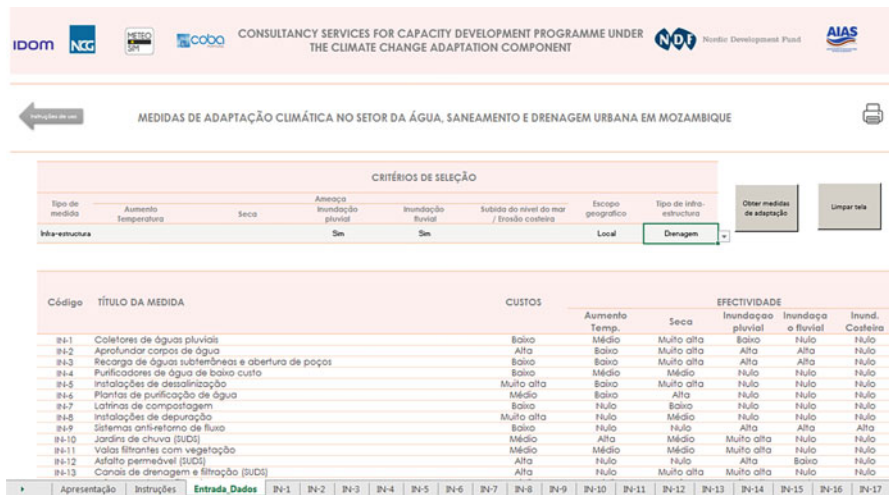 IDOM NCG METEO SIM coba CONSULTANCY SERVICES FOR CAPACITY DEVELOPMENT PROGRAMME UNDER NDF Nordic Development Fund AIAS
THE CLIMATE CHANGE ADAPTATION COMPONENT
Instruções de uso
MEDIDAS DE ADAPTAÇÃO CLIMÁTICA NO SETOR DA ÁGUA, SANEAMENTO E DRENAGEM URBANA EM MOZAMBIQUE
CRITÉRIOS DE SELEÇÃO
Ameaça
Tipo de medida Aumento Temperatura Seca Inundação pluvial Inundação fluvial Subida do nivel do mar / Erosão costeira Escopo geografico Tipo de infra-estructura
Obter medidas de adaptação
Limpar tela
Infra-estructura Sim Sim Local Drenagem
Código TÍTULO DA MEDIDA CUSTOS EFECTIVIDADE
Aumento Temp. Seca Inundaçao pluvial Inundaça o fluvial Inund. Costeira
IN-1 Coletores de águas pluviais Baixo Médio Muito alta Baixo Nulo Nulo
IN-2 Aprofundar corpos de água Alta Baixo Muito alta Alta Alta Nulo
IN-3 Recarga de águas subterrâneas e abertura de poços Baixo Baixo Muito alta Alta Alta Nulo
IN-4 Purificadores de água de baixo custo Baixo Médio Médio Nulo Nulo Nulo
IN-5 Instalações de dessalinização Muito alta Baixo Muito alta Nulo Nulo Nulo
IN-6 Plantas de purificação de água Médio Baixo Alta Nulo Nulo Nulo
IN-7 Latrinas de compostagem Baixo Nulo Baixo Nulo Nulo Nulo
IN-8 Instalações de depuração Muito alta Nulo Médio Nulo Nulo Nulo
IN-9 Sistemas anti-retorno de fluxo Baixo Nulo Nulo Alta Alta Alta
IN-10 Jardins de chuva (SUDS) Médio Alta Médio Muito alta Nulo Nulo
IN-11 Valas filtrantes com vegetação Médio Médio Médio Muito alta Nulo Nulo
IN-12 Asfalto permeável (SUDS) Alta Nulo Nulo Alta Baixo Nulo
IN-13 Canais de drenagem e filtração (SUDS) Alta Nulo Muito alta Muito alta Nulo Nulo
Apresentação Instruções Entrada_Dados IN-1 IN-2 IN-3 IN-4 IN-5 IN-6 IN-7 IN-8 IN-9 IN-10 IN-11 IN-12 IN-13 IN-14 IN-15 IN-16 IN-17